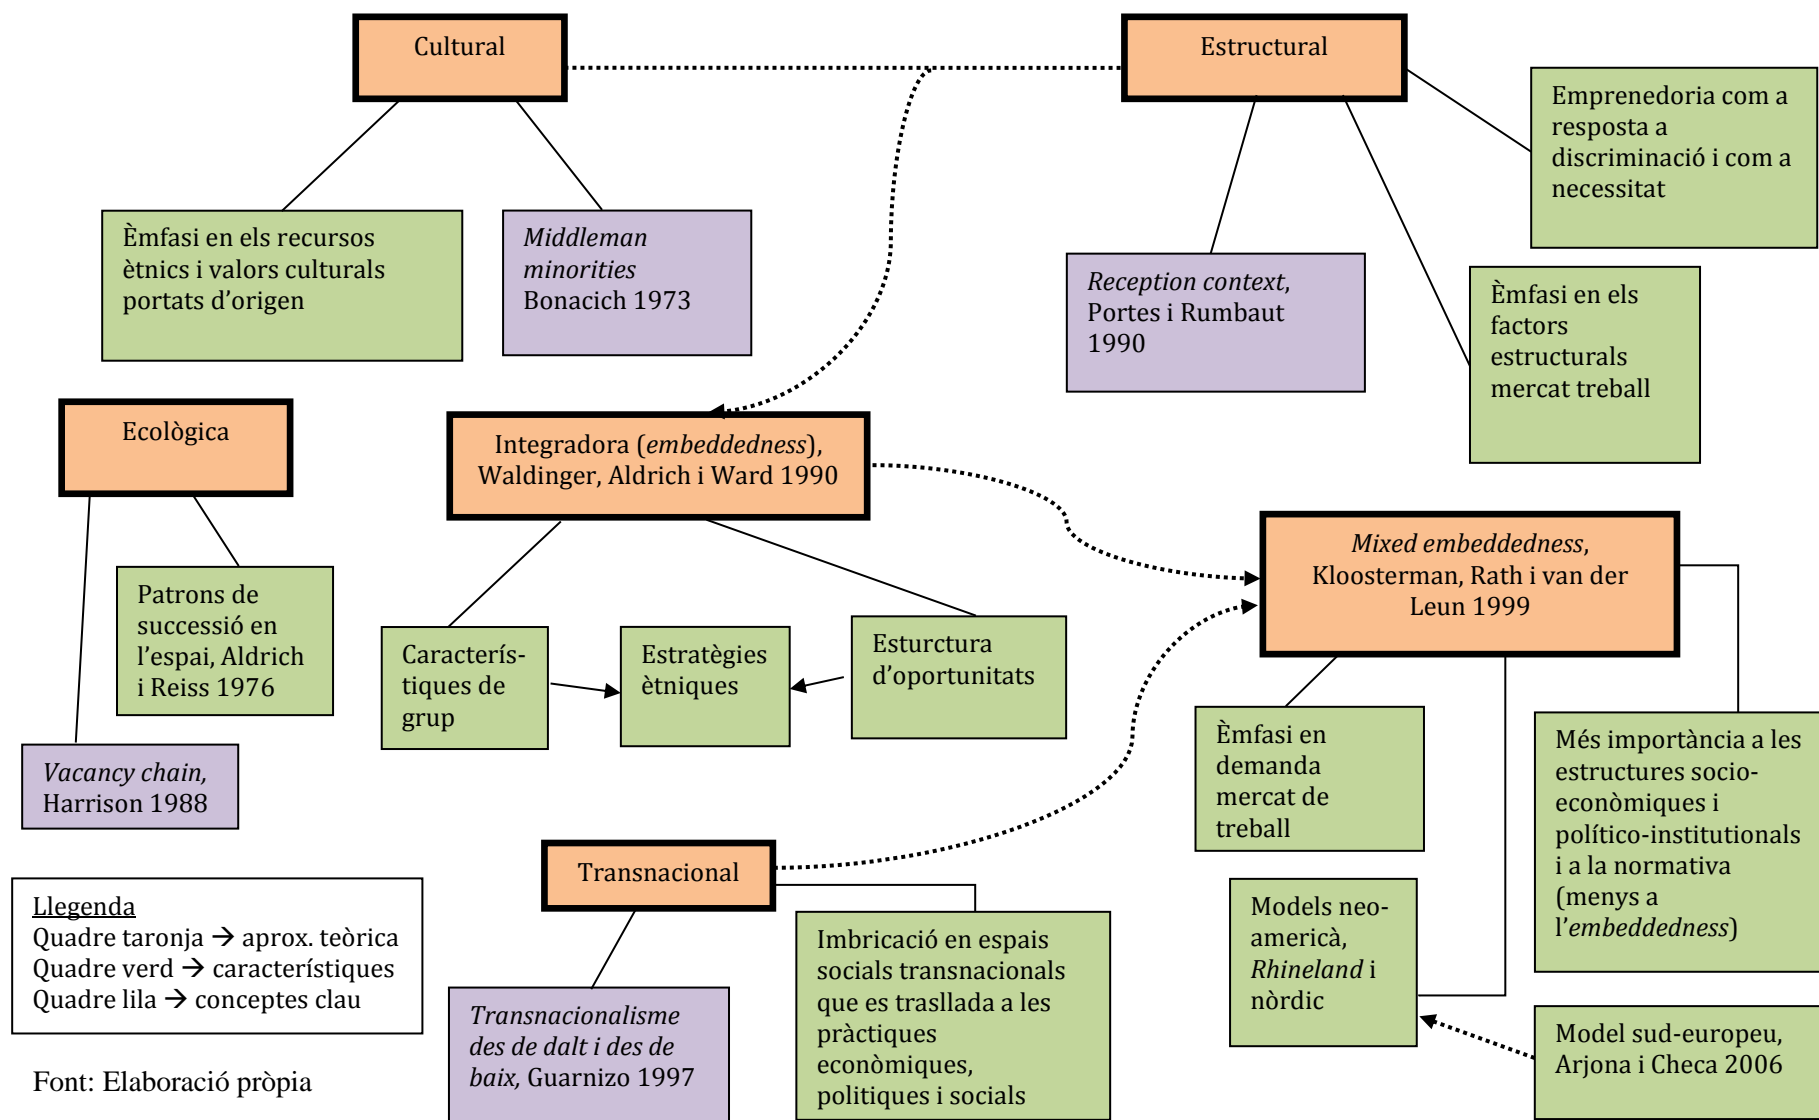 Cultural
Estructural
Emprenedoria com a
resposta a
discriminació i com a
necessitat
Èmfasi en els recursos
ètnics i valors culturals
portats d’origen
Middleman
minorities
Bonacich 1973
Reception context,
Portes i Rumbaut
1990
Èmfasi en els
factors
estructurals
mercat treball
Ecològica
Integradora (embeddedness),
Waldinger, Aldrich i Ward 1990
Mixed embeddedness,
Kloosterman, Rath i van der
Leun 1999
Patrons de
successió en
l’espai, Aldrich
i Reiss 1976
Caracterís-
tiques de
grup
Estratègies
ètniques
Esturctura
d’oportunitats
Vacancy chain,
Harrison 1988
Èmfasi en
demanda
mercat de
treball
Més importància a les
estructures socio-
econòmiques i
político-institutionals
i a la normativa
(menys a
l’embeddedness)
Transnacional
Models neo-
americà,
Rhineland i
nòrdic
Llegenda
Quadre taronja → aprox. teòrica
Quadre verd → característiques
Quadre lila → conceptes clau
Imbricació en espais
socials transnacionals
que es trasllada a les
pràctiques
econòmiques,
politiques i socials
Transnacionalisme
des de dalt i des de
baix, Guarnizo 1997
Model sud-europeu,
Arjona i Checa 2006
Font: Elaboració pròpia